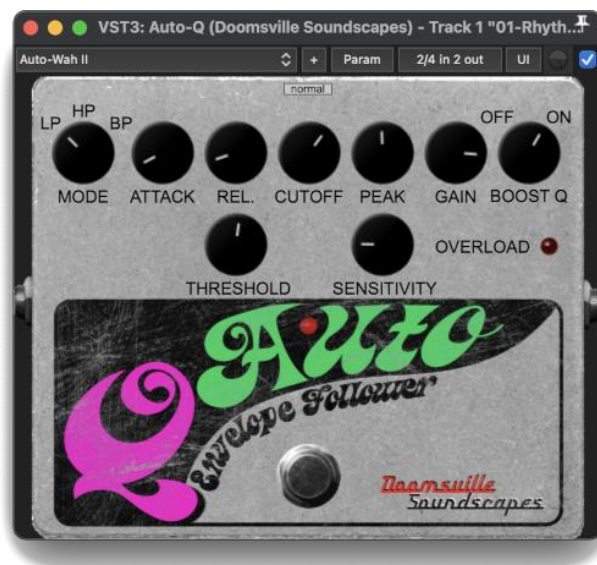 VST3: Auto-Q (Doomsville Soundscapes) - Track 1 "01-Rhyth...
Auto-Wah II + Param 2/4 in 2 out UI
normal
LP HP BP OFF ON
MODE ATTACK REL. CUTOFF PEAK GAIN BOOST Q
OVERLOAD
THRESHOLD SENSITIVITY
Auto
Q
Envelope Follower
Doomsville
Soundscapes